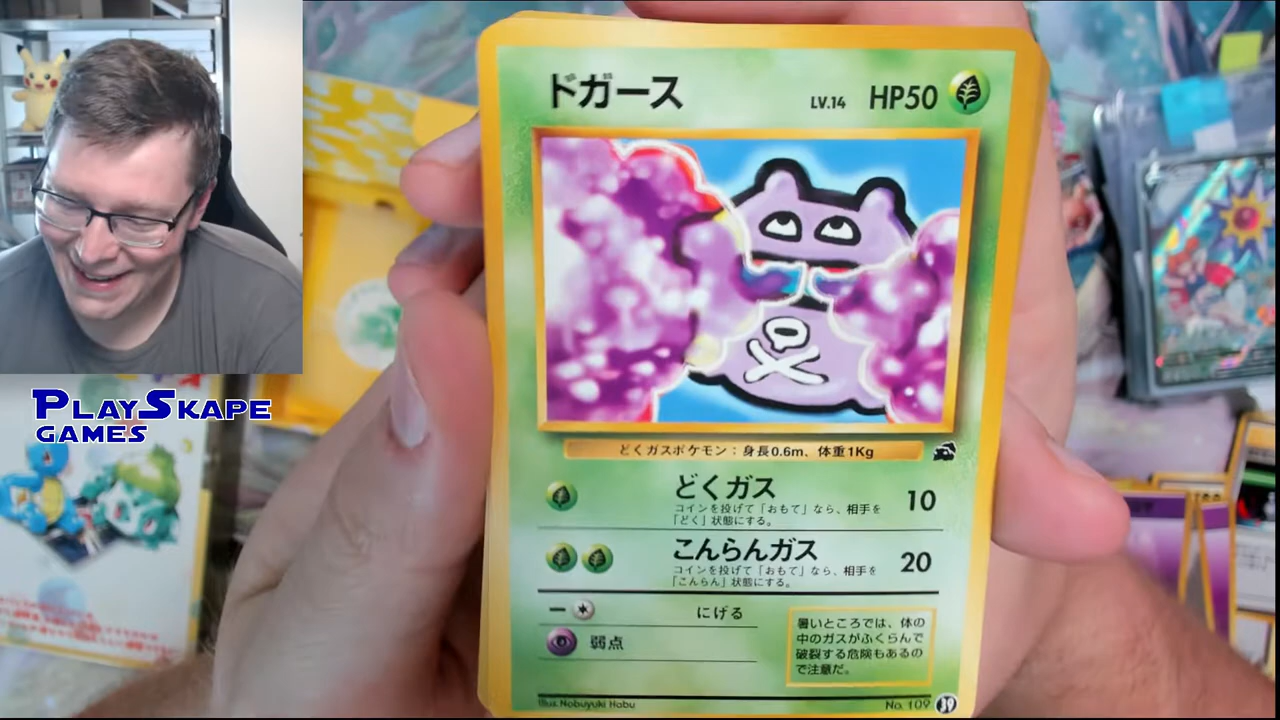 ドガース
LV.14 HP50
PLAYSKAPE
GAMES
どくガスポケモン：身長0.6m、体重1Kg
どくガス 10
コインを投げて「おもて」なら、相手を
「どく」状態にする。
こんらんガス 20
コインを投げて「おもて」なら、相手を
「こんらん」状態にする。
にげる
弱点
暑いところでは、体の
中のガスがふくらんで
破裂する危険もあるの
で注意だ。
Illus. Nobuyuki Habu
No. 109 39